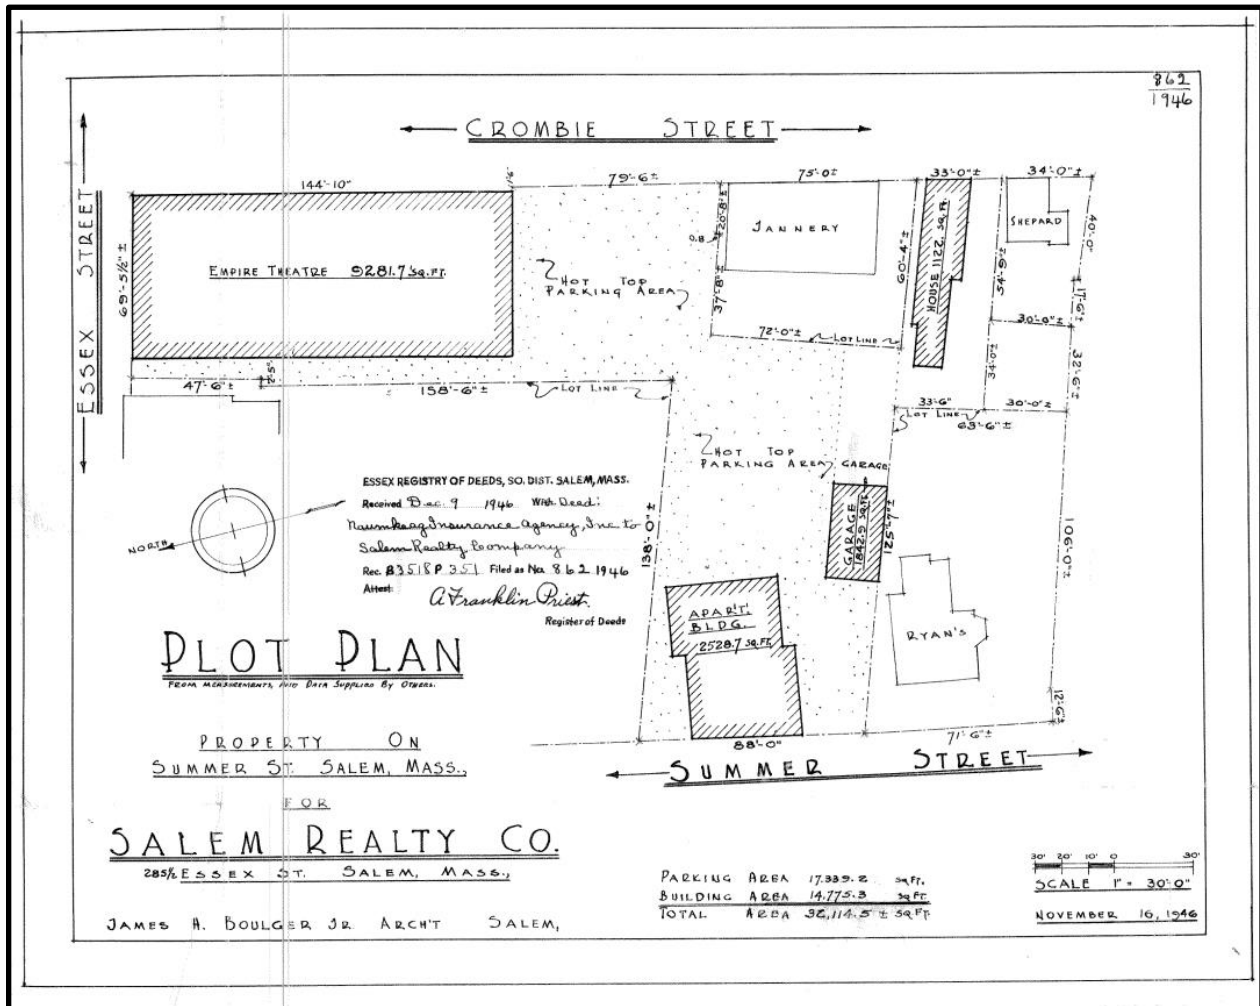 862
1946
CROMBIE STREET
ESSEX STREET
144'-10"
1'-6"
79'-6"±
75'-0±
33'-0"±
34'-0"±
69'-5½"±
EMPIRE THEATRE 9281.7 SQ. FT.
HOT TOP
PARKING AREA
20'-8"±
0.8
37'-8"±
JANNERY
60'-4"±
HOUSE 1122. SQ. FT.
SHEPARD
40'-0"
54'-9"±
17'-6"±
72'-0"±
LOT LINE
30'-0"±
34'-0"±
32'-6"±
47'-6"±
2'-5"
158'-6"±
LOT LINE
33'-6"
30'-0"±
LOT LINE
63'-6"±
HOT TOP
PARKING AREA
GARAGE
GARAGE
1842.9 SQ. FT.
125'-7"±
138'-0"±
106'-0"±
NORTH
ESSEX REGISTRY OF DEEDS, SO. DIST. SALEM, MASS.
Received Dec. 9 1946 With Deed:
Naumkeag Insurance Agency, Inc. to
Salem Realty Company
Rec. B3518 P 351 Filed as No. 862 1946
Attest:
A Franklin Priest.
Register of Deeds
APAR'T.
BLDG.
2528.7 SQ. FT.
RYAN'S
12'-6"±
88'-0"
71'-6"±
SUMMER STREET
PLOT PLAN
FROM MEASUREMENTS, AND DATA SUPPLIED BY OTHERS.
PROPERTY ON
SUMMER ST. SALEM, MASS.,
FOR
SALEM REALTY CO.
285½ ESSEX ST. SALEM, MASS.,
JAMES H. BOULGER JR. ARCH'T SALEM,
PARKING AREA 17,339.2 SQ. FT.
BUILDING AREA 14,775.3 SQ FT
TOTAL AREA 32,114.5 ± SQ FT.
30' 20' 10' 0 30'
SCALE 1" = 30'-0"
NOVEMBER 16, 1946